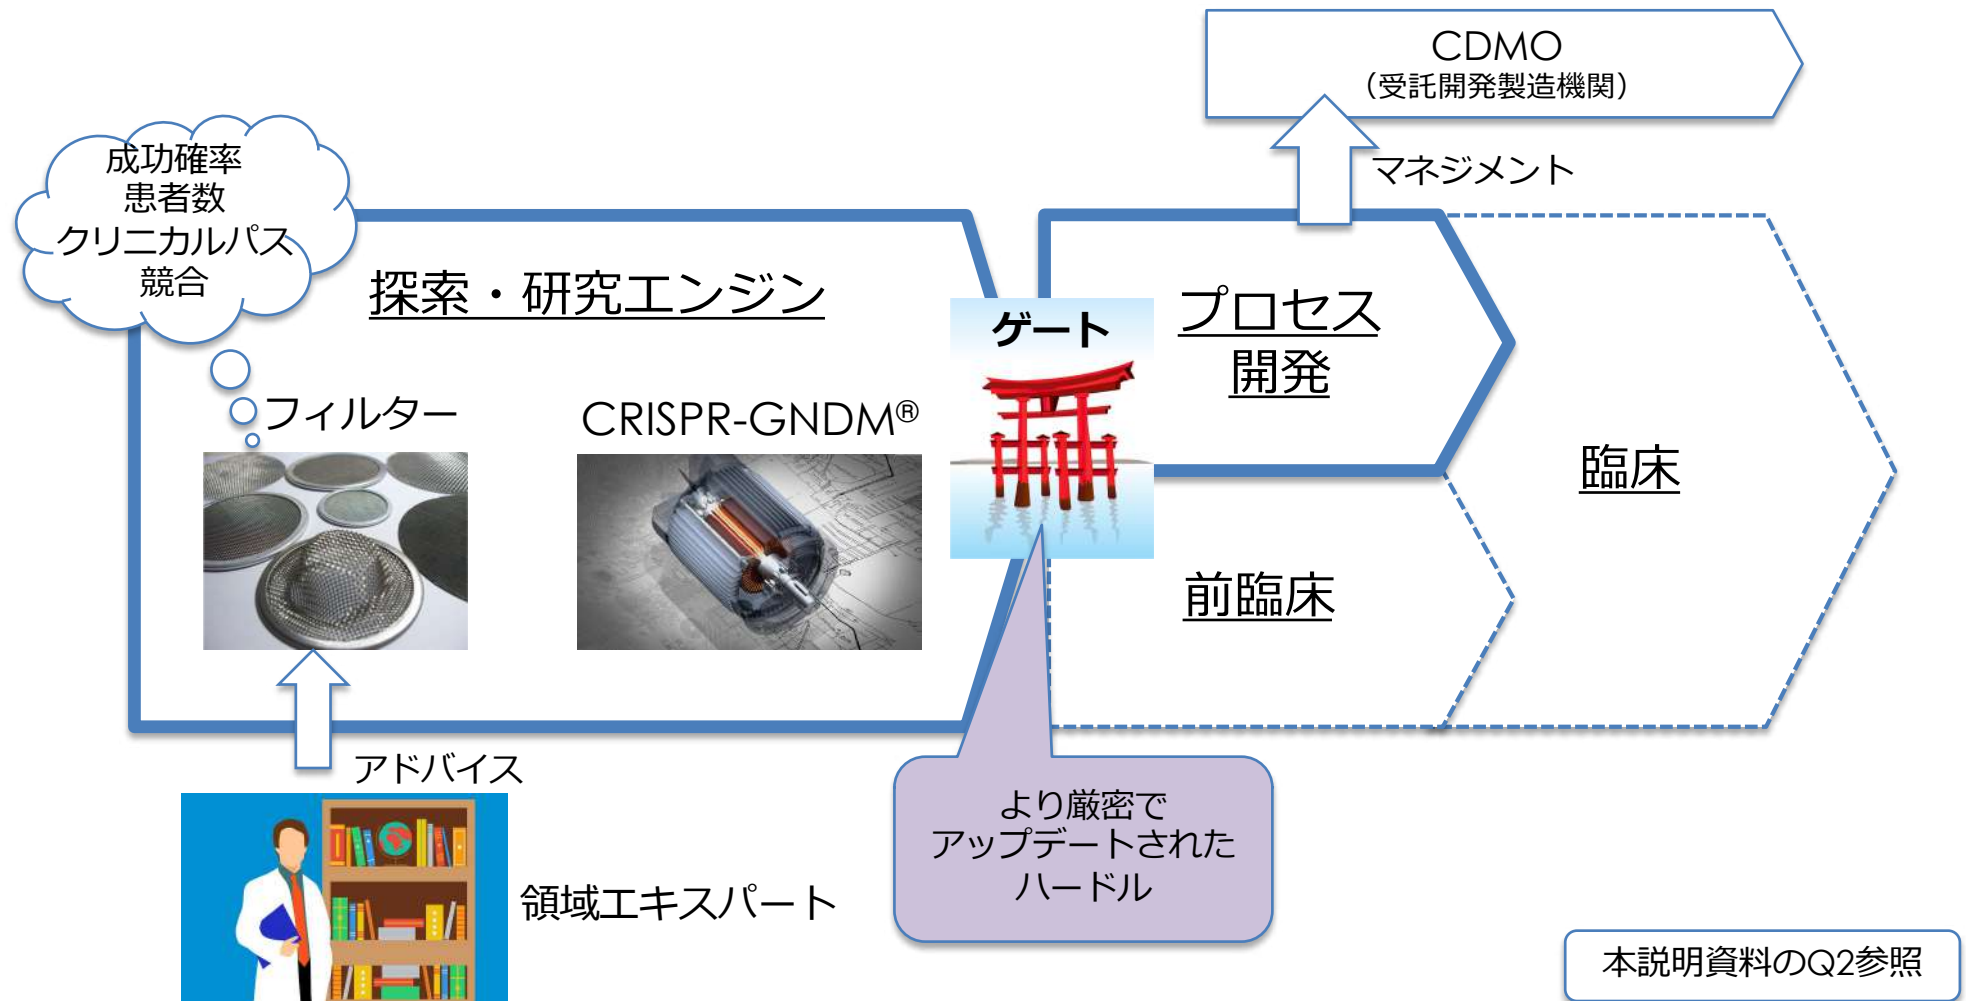 CDMO
（受託開発製造機関）
マネジメント
成功確率
患者数
クリニカルパス
競合
探索・研究エンジン
フィルター
CRISPR-GNDM®
ゲート
プロセス
開発
前臨床
臨床
アドバイス
領域エキスパート
より厳密で
アップデートされた
ハードル
本説明資料のQ2参照